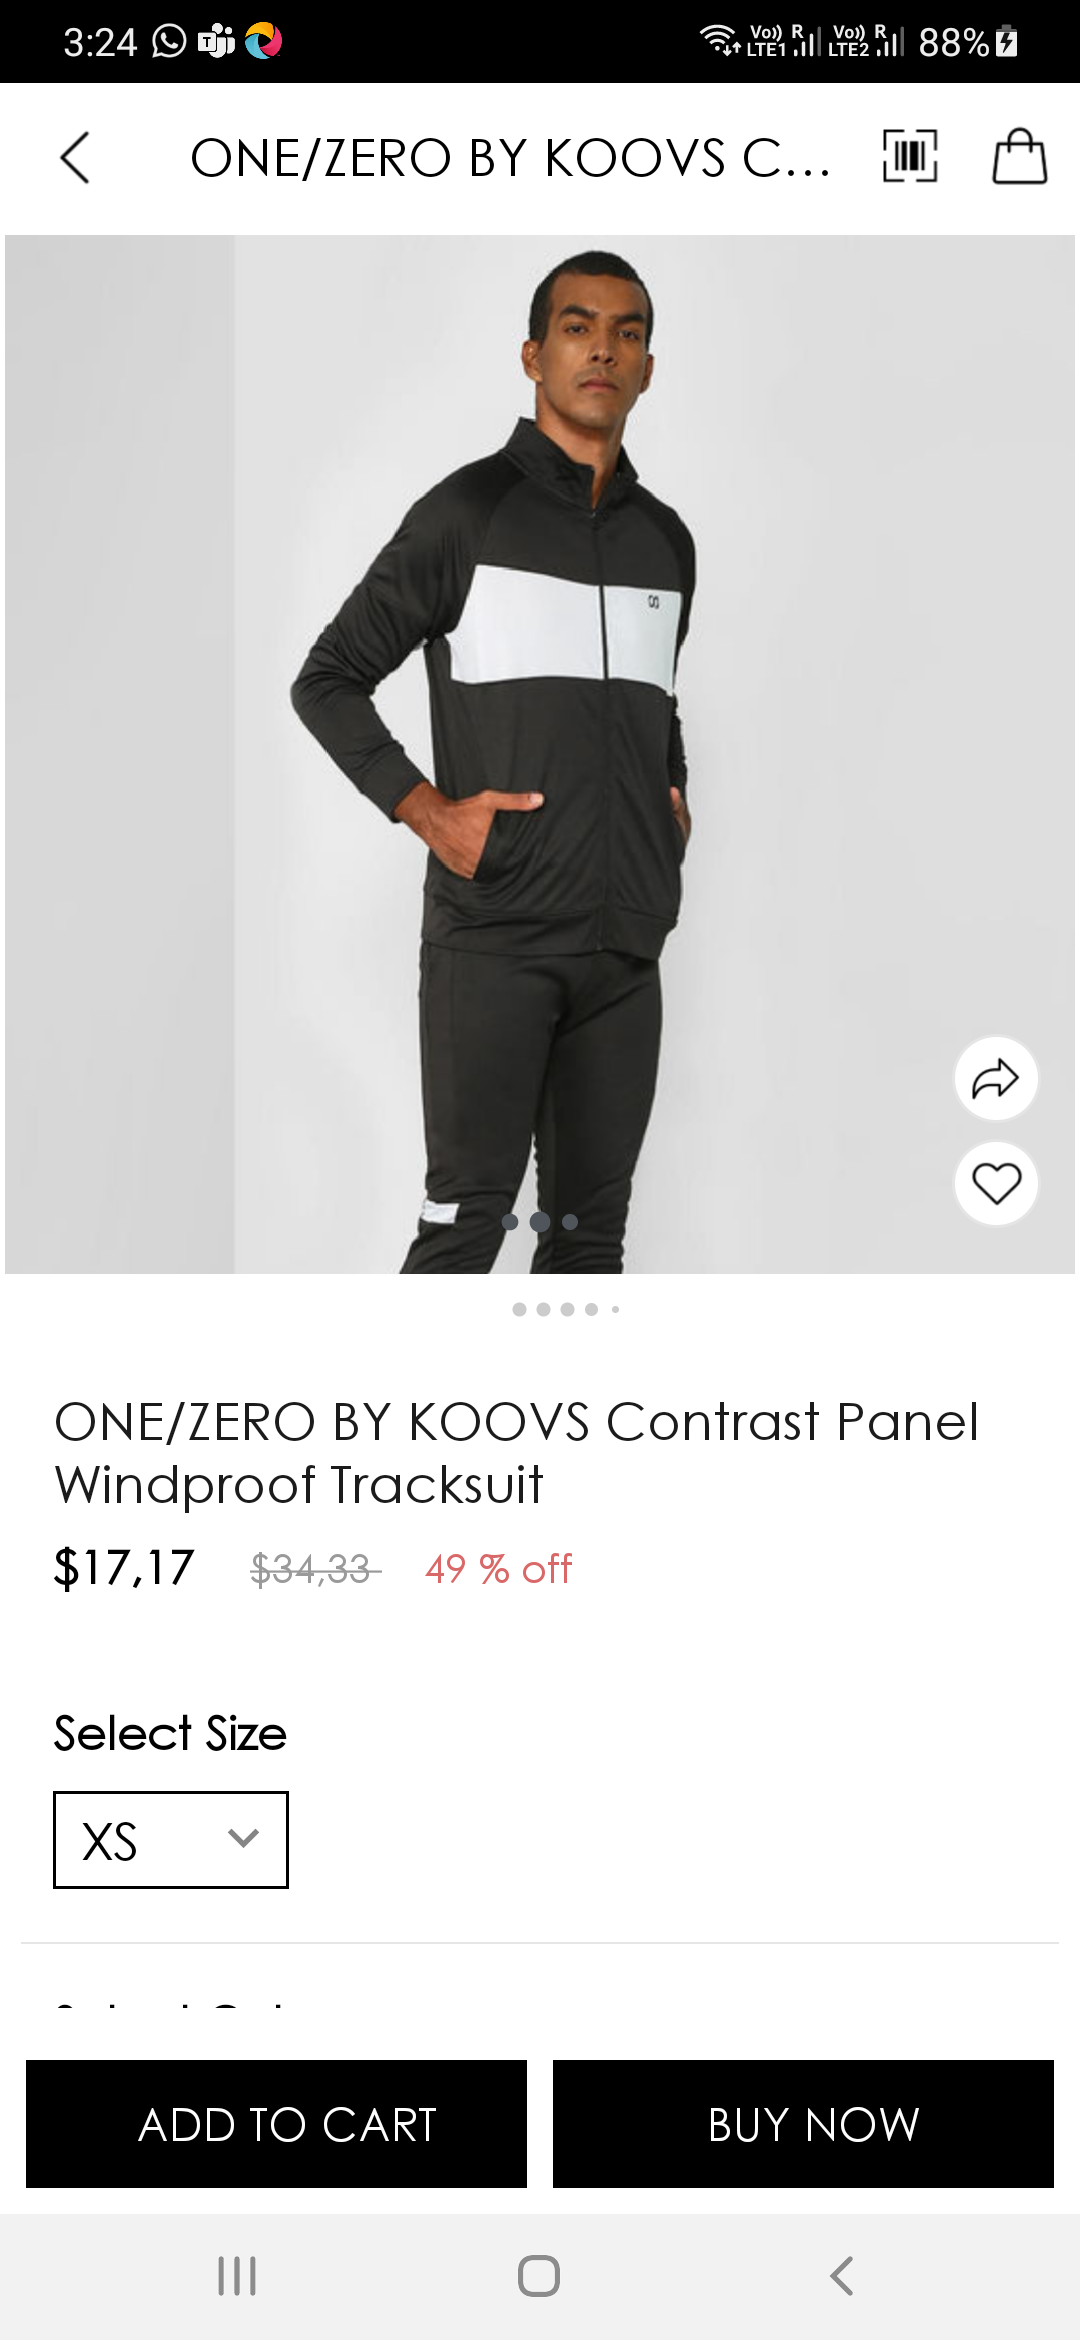 3:24 Vo)) R LTE1 Vo)) R LTE2 88%
ONE/ZERO BY KOOVS C...
ONE/ZERO BY KOOVS Contrast Panel
Windproof Tracksuit
$17,17 $34,33 49 % off
Select Size
XS
ADD TO CART BUY NOW